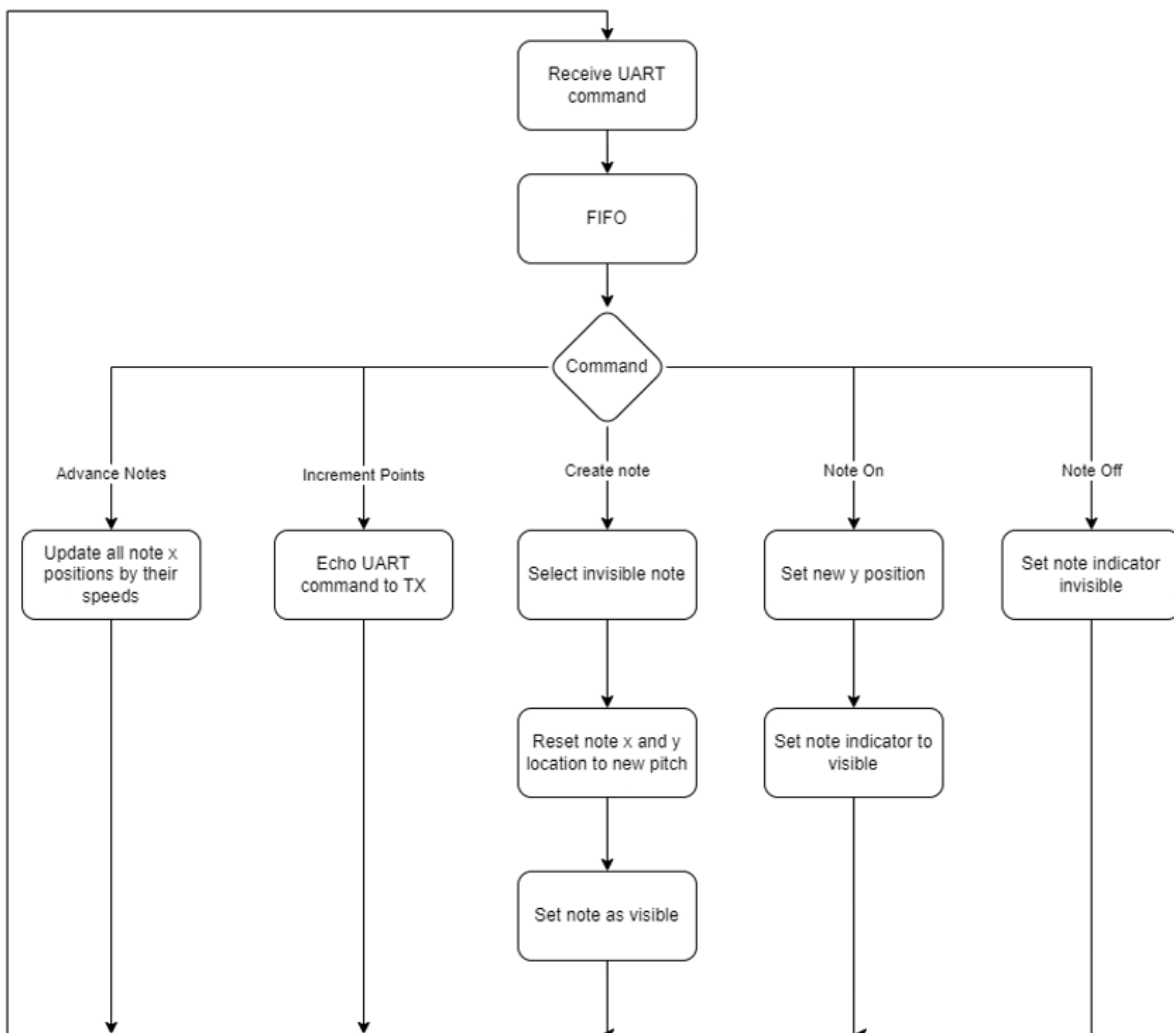 Receive UART
command
FIFO
Command
Advance Notes
Increment Points
Create note
Note On
Note Off
Update all note x
positions by their
speeds
Echo UART
command to TX
Select invisible note
Set new y position
Set note indicator
invisible
Reset note x and y
location to new pitch
Set note indicator to
visible
Set note as visible